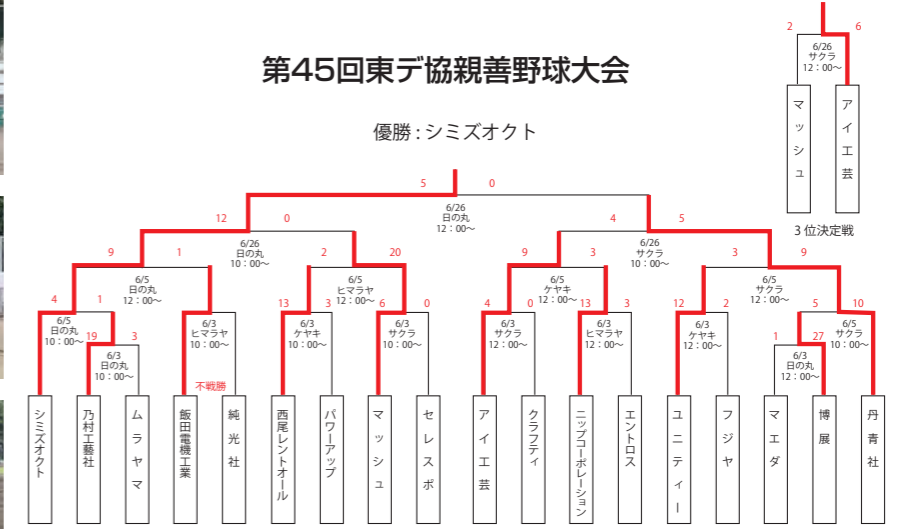 第45回東デ協親善野球大会
優勝 : シミズオクト
2
6
6/26
サクラ
12：00～
マッシュ
アイ工芸
３位決定戦
5
0
6/26
日の丸
12：00～
12
0
6/26
日の丸
10：00～
4
5
6/26
サクラ
10：00～
9
1
6/5
日の丸
12：00～
2
20
6/5
ヒマラヤ
12：00～
9
3
6/5
ケヤキ
12：00～
3
9
6/5
サクラ
12：00～
4
1
6/5
日の丸
10：00～
19
3
6/3
日の丸
10：00～
6/3
ヒマラヤ
10：00～
不戦勝
13
3
6/3
ケヤキ
10：00～
6
0
6/3
サクラ
10：00～
4
0
6/3
サクラ
12：00～
13
3
6/3
ヒマラヤ
12：00～
12
2
6/3
ケヤキ
12：00～
5
10
6/5
サクラ
10：00～
1
27
6/3
日の丸
12：00～
シミズオクト
乃村工藝社
ムラヤマ
飯田電機工業
純光社
西尾レントオール
パワーアップ
マッシュ
セレスポ
アイ工芸
クラフティ
ニップコーポレーション
エントロス
ユニティー
フジヤ
マエダ
博展
丹青社